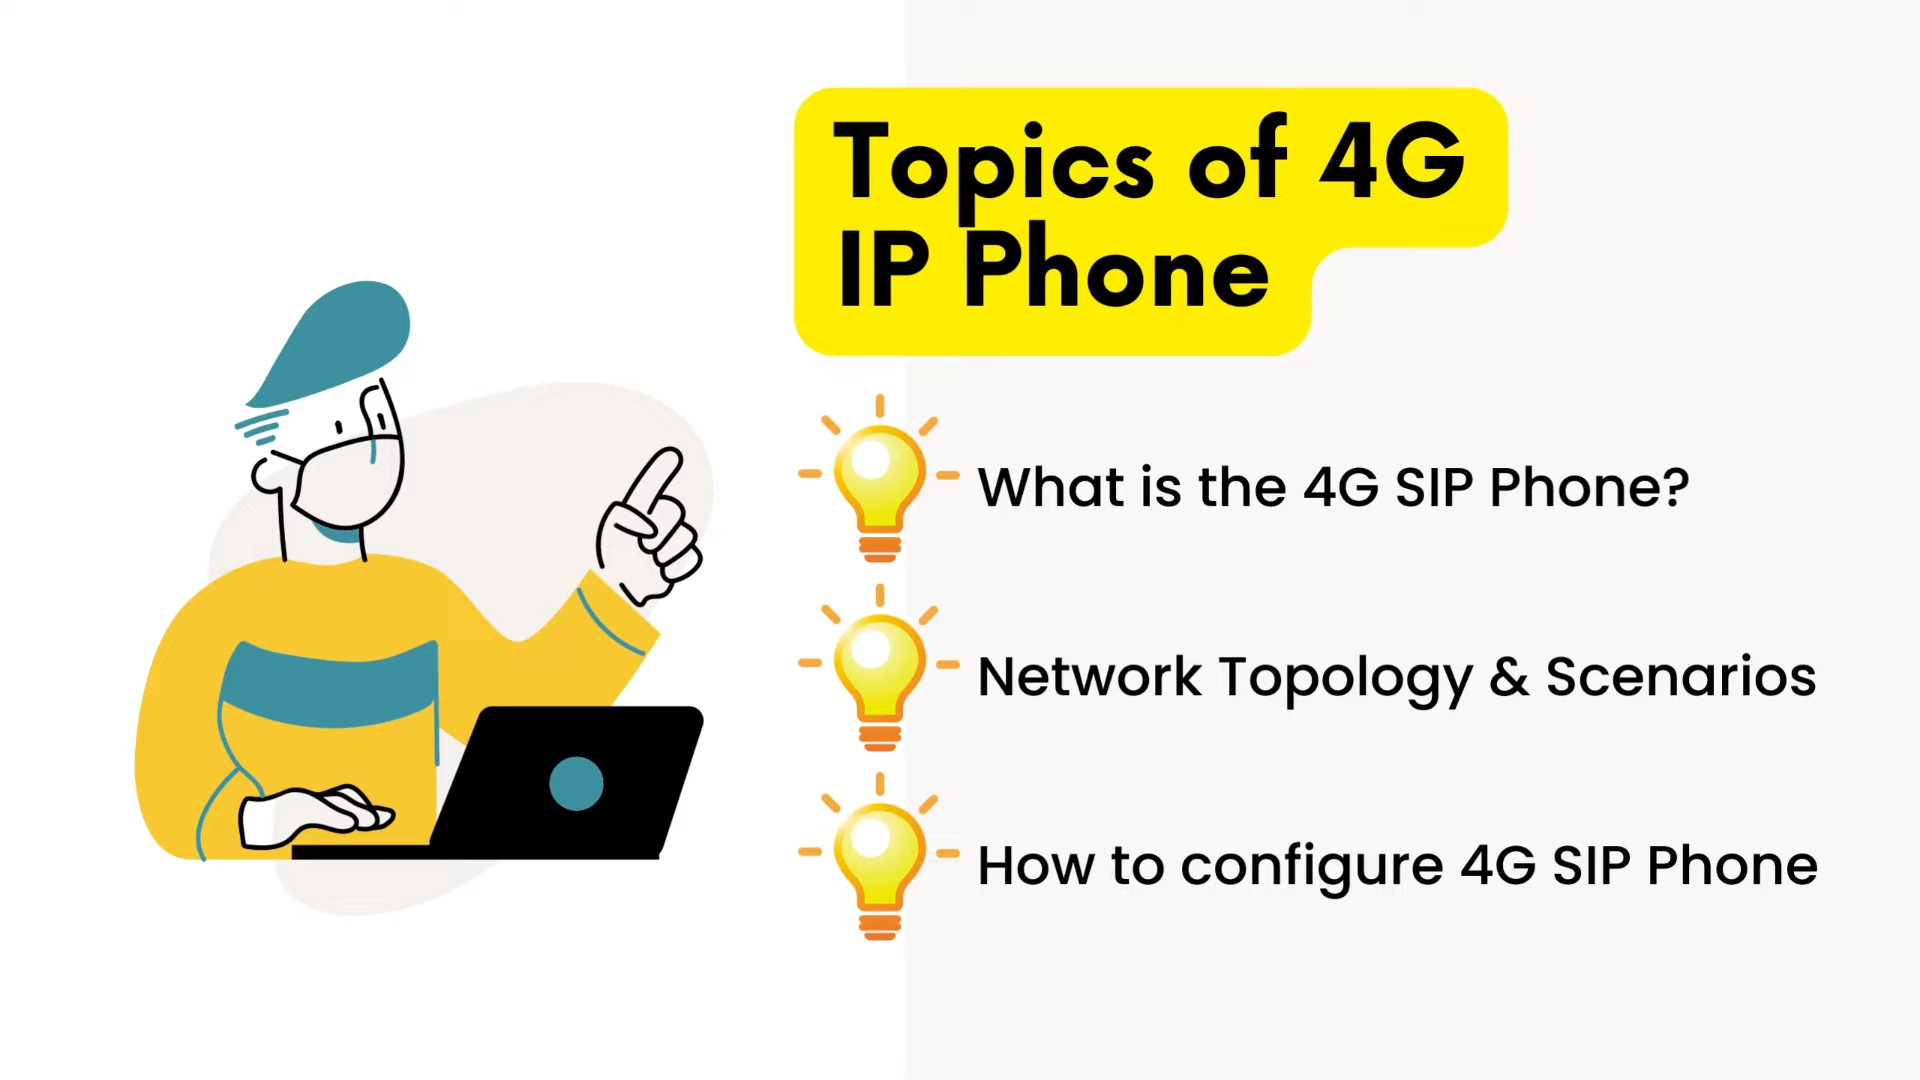 Topics of 4G
IP Phone
What is the 4G SIP Phone?
Network Topology & Scenarios
How to configure 4G SIP Phone